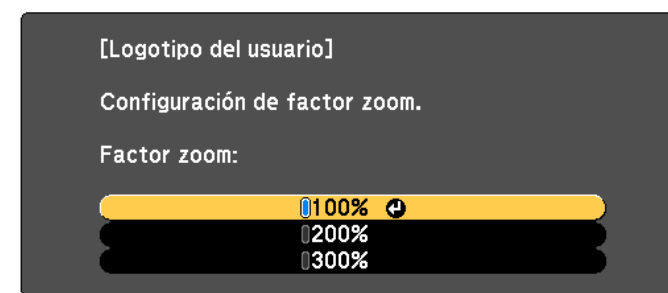 [Logotipo del usuario]
Configuración de factor zoom.
Factor zoom:
100%
200%
300%